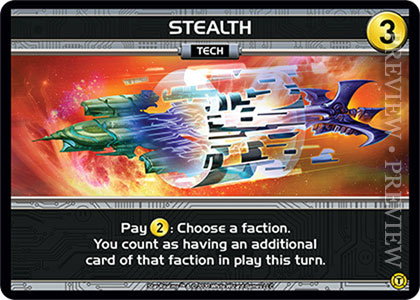 STEALTH
3
TECH
Pay 2: Choose a faction.
You count as having an additional
card of that faction in play this turn.
PREVIEW • PREVIEW
T